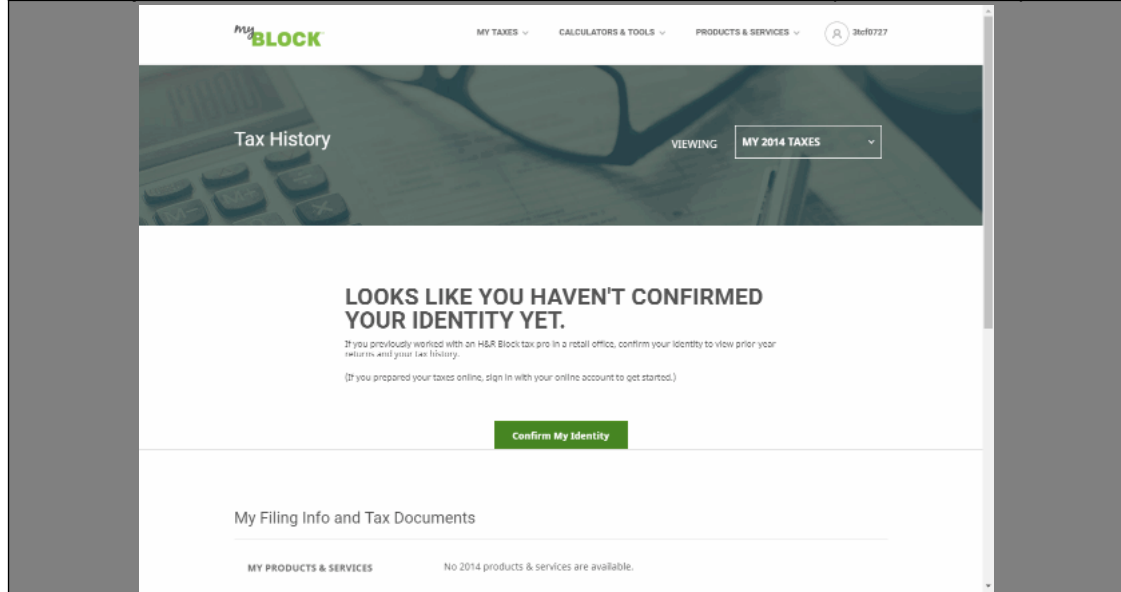 myBLOCK
MY TAXES
CALCULATORS & TOOLS
PRODUCTS & SERVICES
3tcf0727
Tax History
VIEWING
MY 2014 TAXES
LOOKS LIKE YOU HAVEN'T CONFIRMED
YOUR IDENTITY YET.
If you previously worked with an H&R Block tax pro in a retail office, confirm your identity to view prior year
returns and your tax history.
(If you prepared your taxes online, sign in with your online account to get started.)
Confirm My Identity
My Filing Info and Tax Documents
MY PRODUCTS & SERVICES
No 2014 products & services are available.